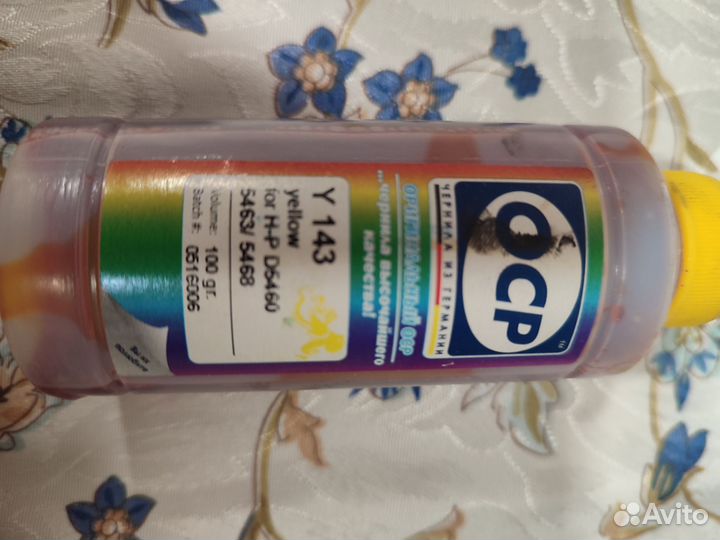 OCP
ЧЕРНИЛА ИЗ ГЕРМАНИИ
ОРИГИНАЛЬНЫЙ OCP
... чернила высочайшего
качества!
Y 143
yellow
for H-P D5460
5463/ 5468
Volume: 100 gr.
Batch #: 0516906
Avito